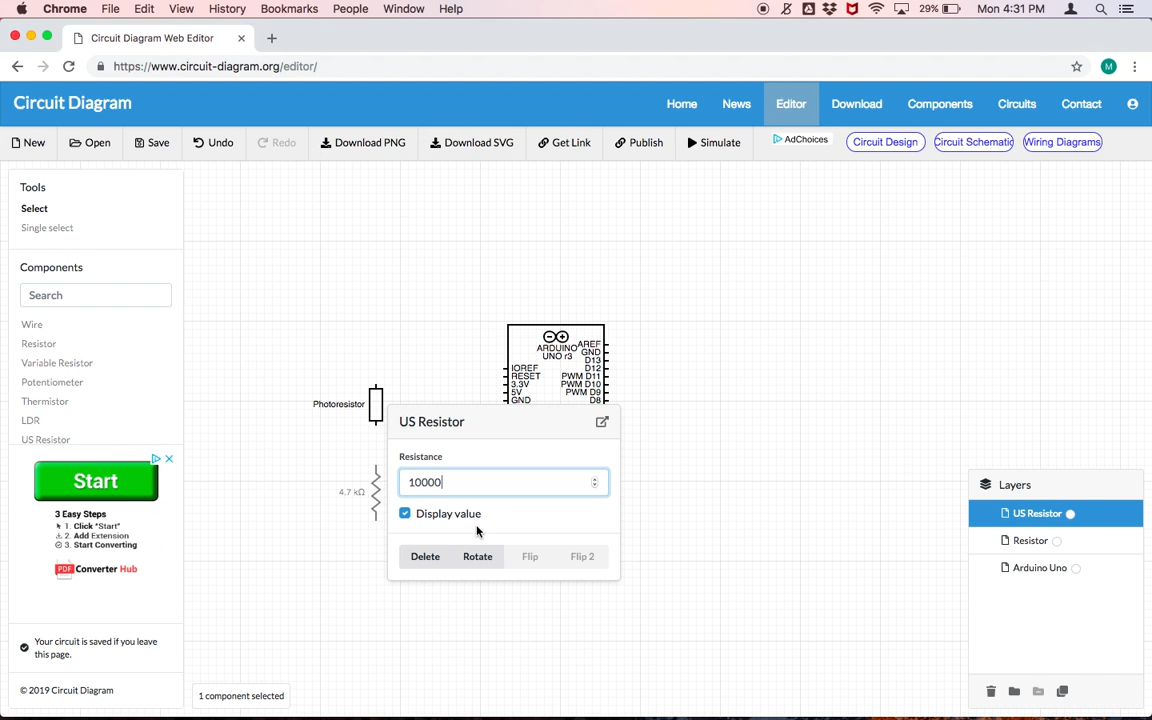 Chrome File Edit View History Bookmarks People Window Help 29% Mon 4:31 PM
Circuit Diagram Web Editor
https://www.circuit-diagram.org/editor/ M
Circuit Diagram Home News Editor Download Components Circuits Contact
New Open Save Undo Redo Download PNG Download SVG Get Link Publish Simulate AdChoices Circuit Design Circuit Schematic Wiring Diagrams
Tools
Select
Single select
Components
Search
Wire
Resistor
Variable Resistor
Potentiometer
Thermistor
LDR
US Resistor
Start
3 Easy Steps
1. Click "Start"
2. Add Extension
3. Start Converting
PDF Converter Hub
Your circuit is saved if you leave
this page.
© 2019 Circuit Diagram
1 component selected
ARDUINO
UNO r3
AREF
GND
D13
D12
PWM D11
PWM D10
PWM D9
D8
IOREF
RESET
3.3V
5V
GND
Photoresistor
4.7 kΩ
US Resistor
Resistance
10000
Display value
Delete Rotate Flip Flip 2
Layers
US Resistor
Resistor
Arduino Uno